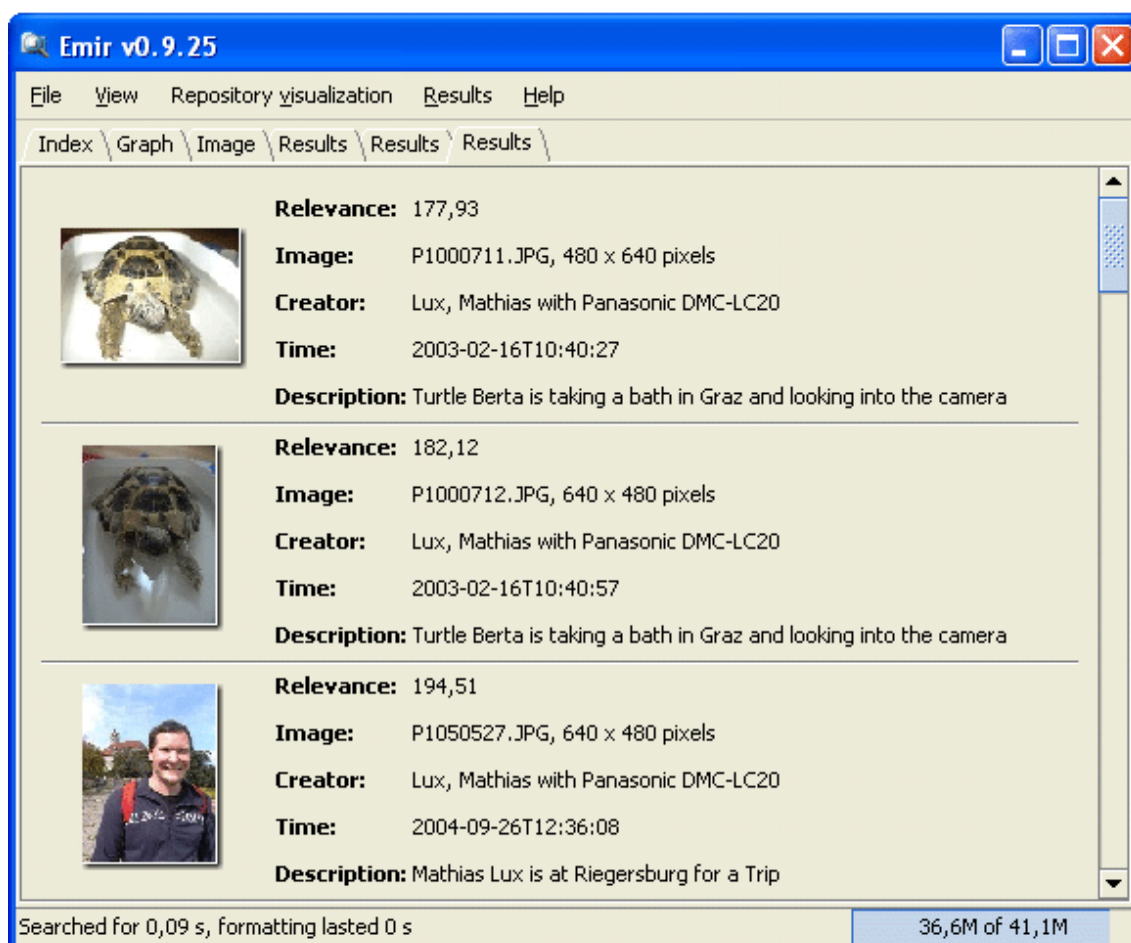 Emir v0.9.25
File View Repository visualization Results Help
Index Graph Image Results Results Results
Relevance: 177,93
Image: P1000711.JPG, 480 x 640 pixels
Creator: Lux, Mathias with Panasonic DMC-LC20
Time: 2003-02-16T10:40:27
Description: Turtle Berta is taking a bath in Graz and looking into the camera
Relevance: 182,12
Image: P1000712.JPG, 640 x 480 pixels
Creator: Lux, Mathias with Panasonic DMC-LC20
Time: 2003-02-16T10:40:57
Description: Turtle Berta is taking a bath in Graz and looking into the camera
Relevance: 194,51
Image: P1050527.JPG, 640 x 480 pixels
Creator: Lux, Mathias with Panasonic DMC-LC20
Time: 2004-09-26T12:36:08
Description: Mathias Lux is at Riegersburg for a Trip
Searched for 0,09 s, formatting lasted 0 s
36,6M of 41,1M